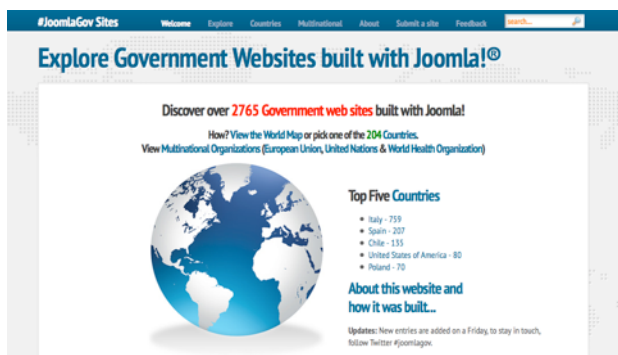 #JoomlaGov Sites Welcome Explore Countries Multinational About Submit a site Feedback search...
Explore Government Websites built with Joomla!®
Discover over 2765 Government web sites built with Joomla!
How? View the World Map or pick one of the 204 Countries.
View Multinational Organizations (European Union, United Nations & World Health Organization)
Top Five Countries
Italy - 759
Spain - 207
Chile - 135
United States of America - 80
Poland - 70
About this website and
how it was built...
Updates: New entries are added on a Friday, to stay in touch,
follow Twitter #joomlagov.